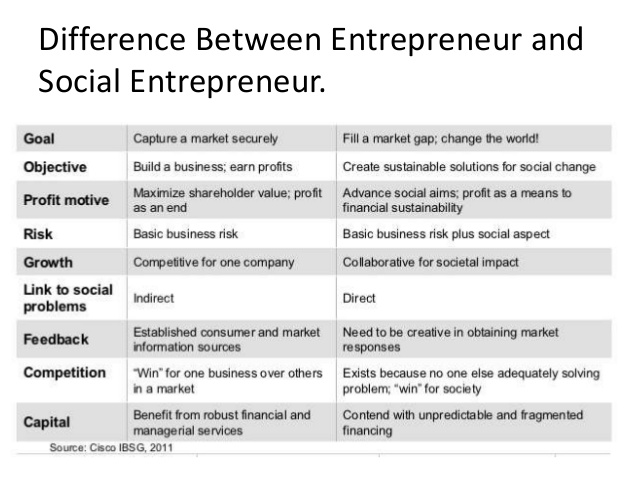 Difference Between Entrepreneur and
Social Entrepreneur.
Goal Capture a market securely Fill a market gap; change the world!
Objective Build a business; earn profits Create sustainable solutions for social change
Profit motive Maximize shareholder value; profit as an end Advance social aims; profit as a means to financial sustainability
Risk Basic business risk Basic business risk plus social aspect
Growth Competitive for one company Collaborative for societal impact
Link to social problems Indirect Direct
Feedback Established consumer and market information sources Need to be creative in obtaining market responses
Competition “Win” for one business over others in a market Exists because no one else adequately solving problem; “win” for society
Capital Benefit from robust financial and managerial services Contend with unpredictable and fragmented financing
Source: Cisco IBSG, 2011